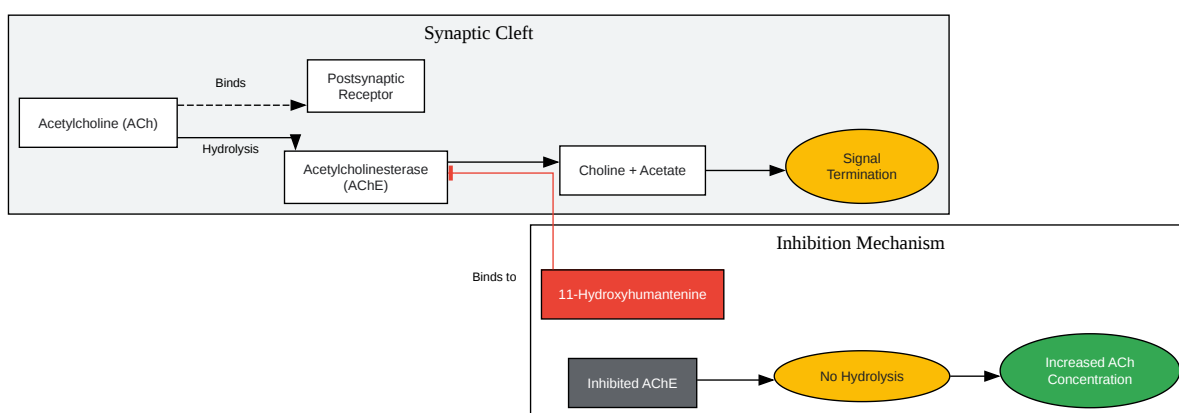 Synaptic Cleft
Binds
Postsynaptic
Receptor
Acetylcholine (ACh)
Hydrolysis
Acetylcholinesterase
(AChE)
Choline + Acetate
Signal
Termination
Inhibition Mechanism
Binds to
11-Hydroxyhumantenine
Inhibited AChE
No Hydrolysis
Increased ACh
Concentration